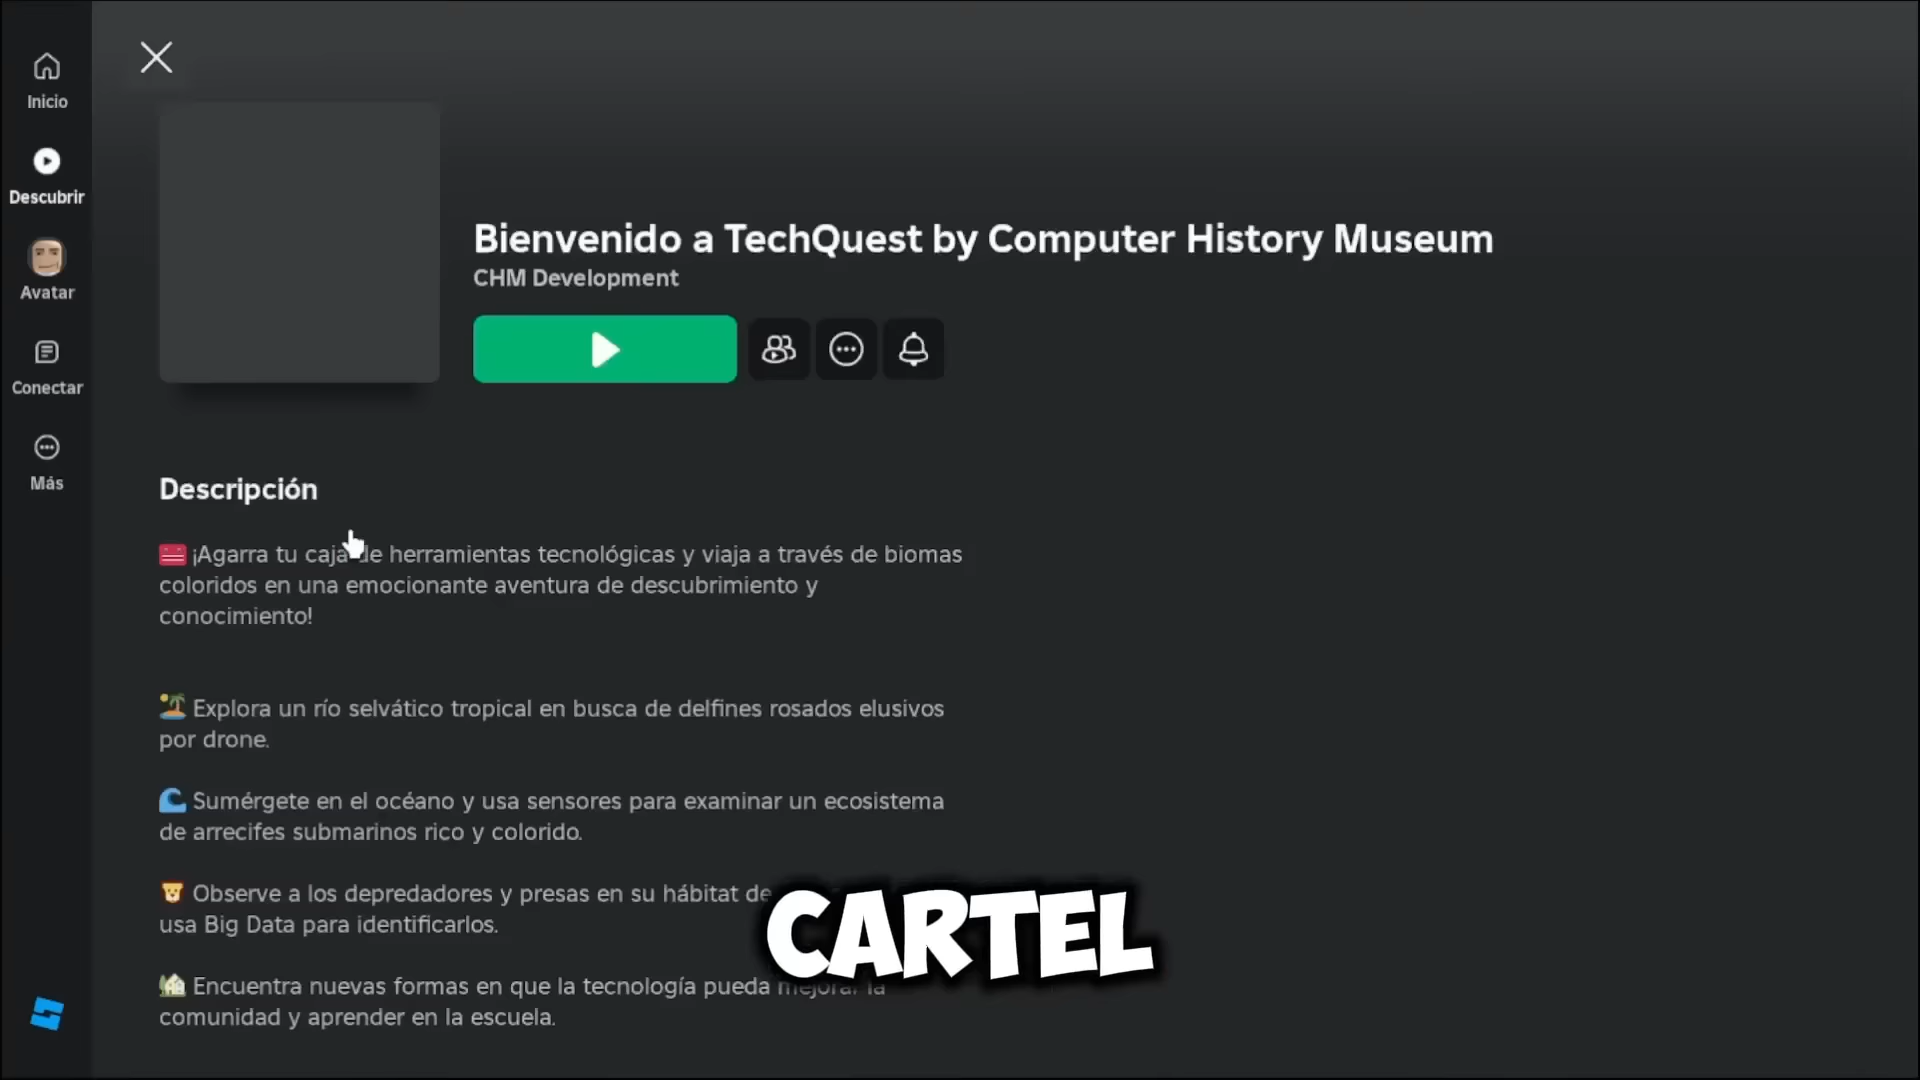 Inicio
Descubrir
Avatar
Conectar
Más
Bienvenido a TechQuest by Computer History Museum
CHM Development
Descripción
¡Agarra tu caja de herramientas tecnológicas y viaja a través de biomas
coloridos en una emocionante aventura de descubrimiento y
conocimiento!
Explora un río selvático tropical en busca de delfines rosados elusivos
por drone.
Sumérgete en el océano y usa sensores para examinar un ecosistema
de arrecifes submarinos rico y colorido.
Observe a los depredadores y presas en su hábitat de
usa Big Data para identificarlos.
Encuentra nuevas formas en que la tecnología pueda mejorar la
comunidad y aprender en la escuela.
CARTEL